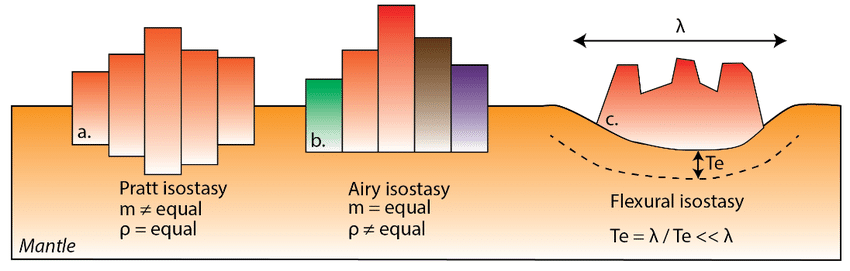 λ
a.
b.
c.
Te
Pratt isostasy
m ≠ equal
ρ = equal
Airy isostasy
m = equal
ρ ≠ equal
Flexural isostasy
Te = λ / Te << λ
Mantle